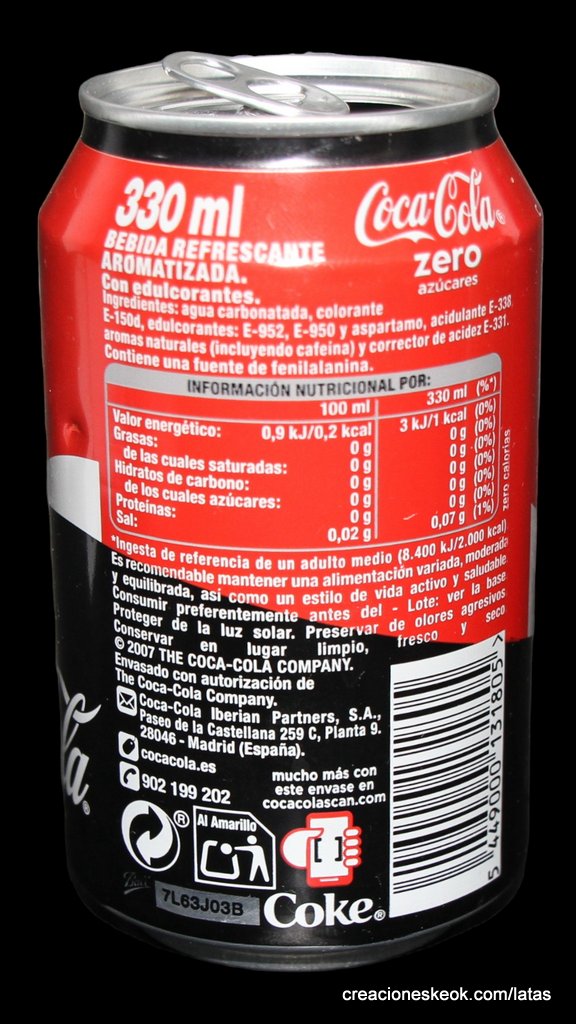 330 ml
BEBIDA REFRESCANTE
AROMATIZADA.
Con edulcorantes.
Coca-Cola®
zero
azúcares
Ingredientes: agua carbonatada, colorante
E-150d, edulcorantes: E-952, E-950 y aspartamo, acidulante E-338,
aromas naturales (incluyendo cafeína) y corrector de acidez E-331.
Contiene una fuente de fenilalanina.
INFORMACIÓN NUTRICIONAL POR:
100 ml 330 ml (%*)
Valor energético: 0,9 kJ/0,2 kcal 3 kJ/1 kcal (0%)
Grasas: 0 g 0 g (0%)
de las cuales saturadas: 0 g 0 g (0%)
Hidratos de carbono: 0 g 0 g (0%)
de los cuales azúcares: 0 g 0 g (0%)
Proteínas: 0 g 0 g (0%)
Sal: 0,02 g 0,07 g (1%)
zero calorías
*Ingesta de referencia de un adulto medio (8.400 kJ/2.000 kcal)
Es recomendable mantener una alimentación variada, moderada
y equilibrada, así como un estilo de vida activo y saludable
Consumir preferentemente antes del - Lote: ver la base
Proteger de la luz solar. Preservar de olores agresivos
Conservar en lugar limpio, fresco y seco
© 2007 THE COCA-COLA COMPANY.
Envasado con autorización de
The Coca-Cola Company.
Coca-Cola Iberian Partners, S.A.,
Paseo de la Castellana 259 C, Planta 9.
28046 - Madrid (España).
cocacola.es
902 199 202
mucho más con
este envase en
cocacolascan.com
®
Al Amarillo
la®
Ball
7L63J03B
Coke®
5 449000 131805 >
creacioneskeok.com/latas